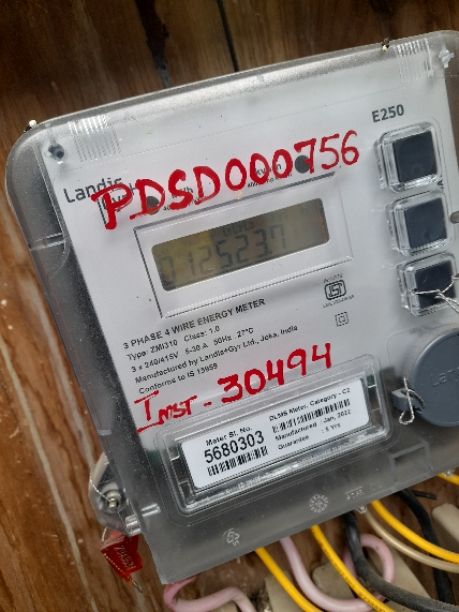 E250
Landis
PDSD000756
012523.7
3 PHASE 4 WIRE ENERGY METER
Type: ZMI310 Class: 1.0
3 x 240/415V 5-30 A 50Hz 27°C
Manufactured by Landis+Gyr Ltd., Joka, India
Conforms to IS 13959
INST - 30494
Meter Sl. No.
5680303
DLMS Meter, Category - C2
Manufactured : Jan, 2022
Guarantee : 5 Yrs